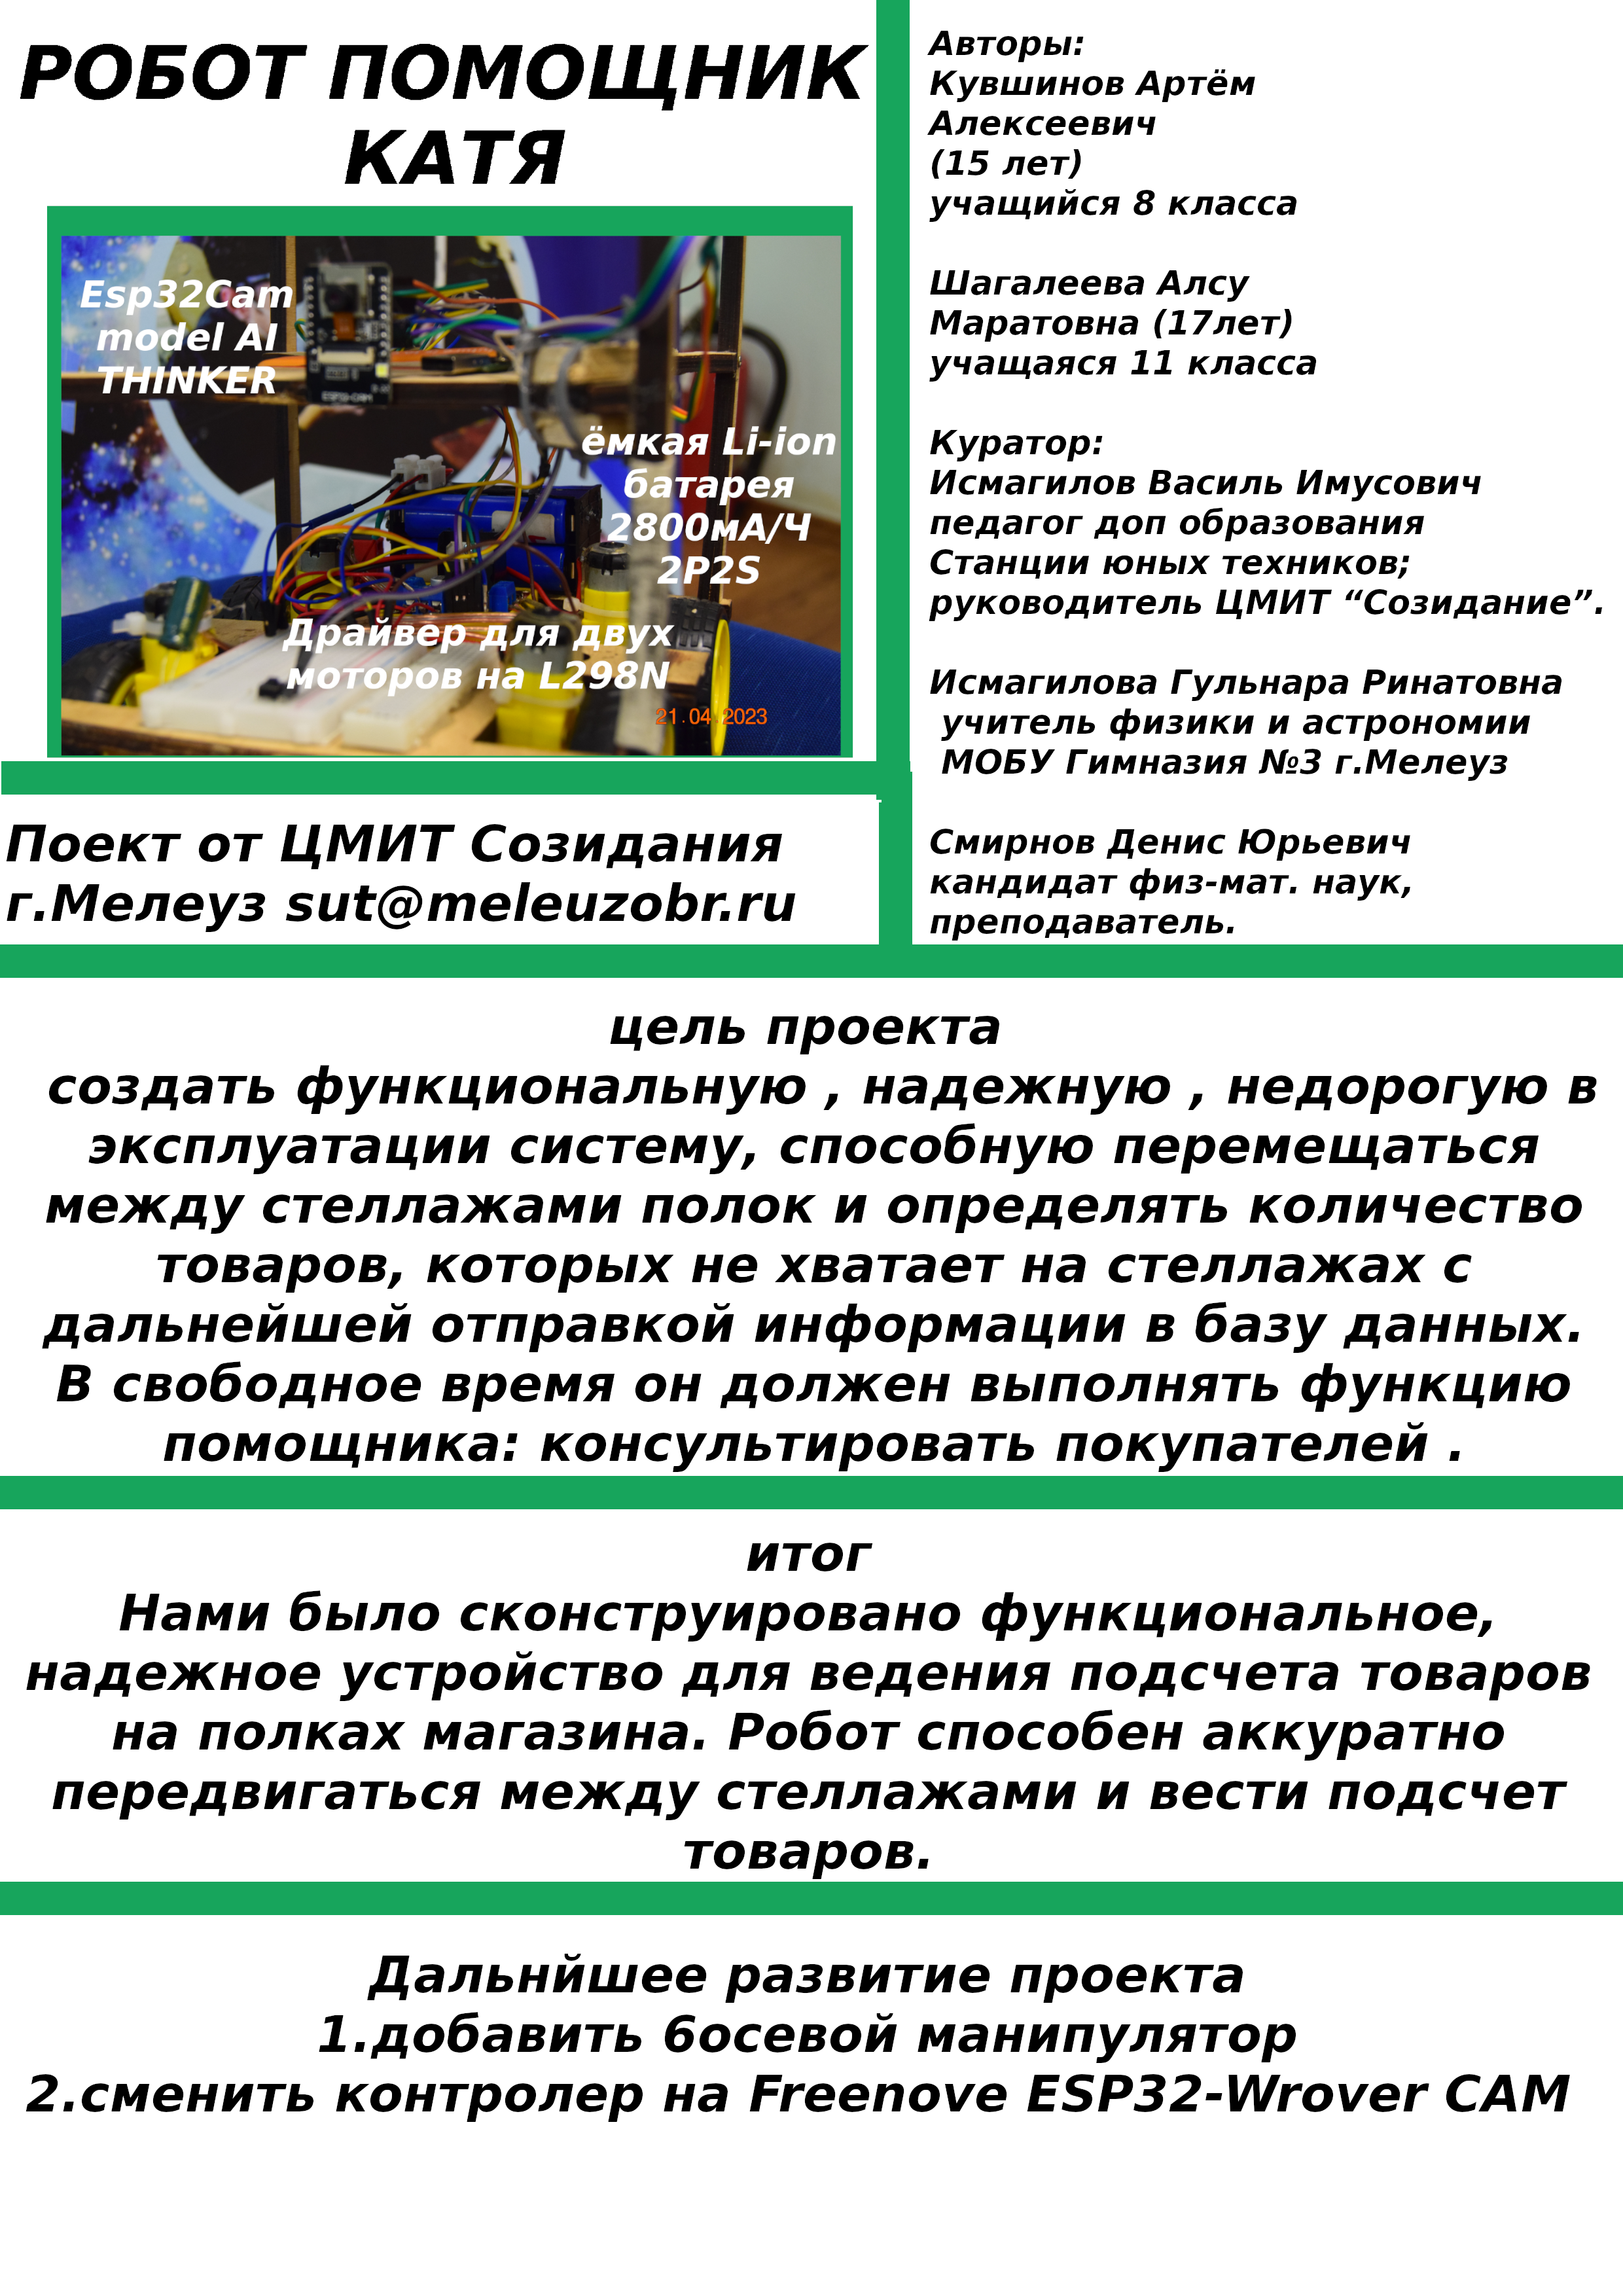 РОБОТ ПОМОЩНИК
КАТЯ
Esp32Cam
model AI
THINKER
ёмкая Li-ion
батарея
2800мА/Ч
2P2S
Драйвер для двух
моторов на L298N
21.04.2023
Поект от ЦМИТ Созидания
г.Мелеуз sut@meleuzobr.ru
Авторы:
Кувшинов Артём
Алексеевич
(15 лет)
учащийся 8 класса
Шагалеева Алсу
Маратовна (17лет)
учащаяся 11 класса
Куратор:
Исмагилов Василь Имусович
педагог доп образования
Станции юных техников;
руководитель ЦМИТ “Созидание”.
Исмагилова Гульнара Ринатовна
учитель физики и астрономии
МОБУ Гимназия №3 г.Мелеуз
Смирнов Денис Юрьевич
кандидат физ-мат. наук,
преподаватель.
цель проекта
создать функциональную , надежную , недорогую в
эксплуатации систему, способную перемещаться
между стеллажами полок и определять количество
товаров, которых не хватает на стеллажах с
дальнейшей отправкой информации в базу данных.
В свободное время он должен выполнять функцию
помощника: консультировать покупателей .
итог
Нами было сконструировано функциональное,
надежное устройство для ведения подсчета товаров
на полках магазина. Робот способен аккуратно
передвигаться между стеллажами и вести подсчет
товаров.
Дальнйшее развитие проекта
1.добавить 6осевой манипулятор
2.сменить контролер на Freenove ESP32-Wrover CAM